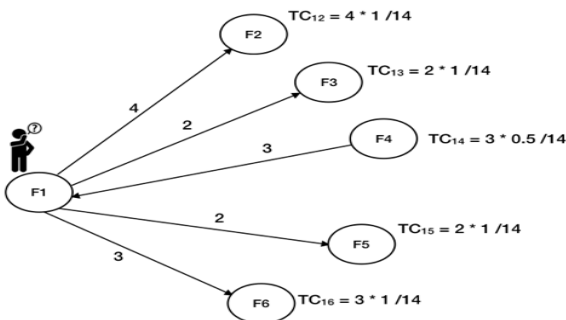 F2
TC₁₂ = 4 * 1 /14
F3
TC₁₃ = 2 * 1 /14
4
2
?
F4
TC₁₄ = 3 * 0.5 /14
3
F1
2
F5
TC₁₅ = 2 * 1 /14
3
F6
TC₁₆ = 3 * 1 /14